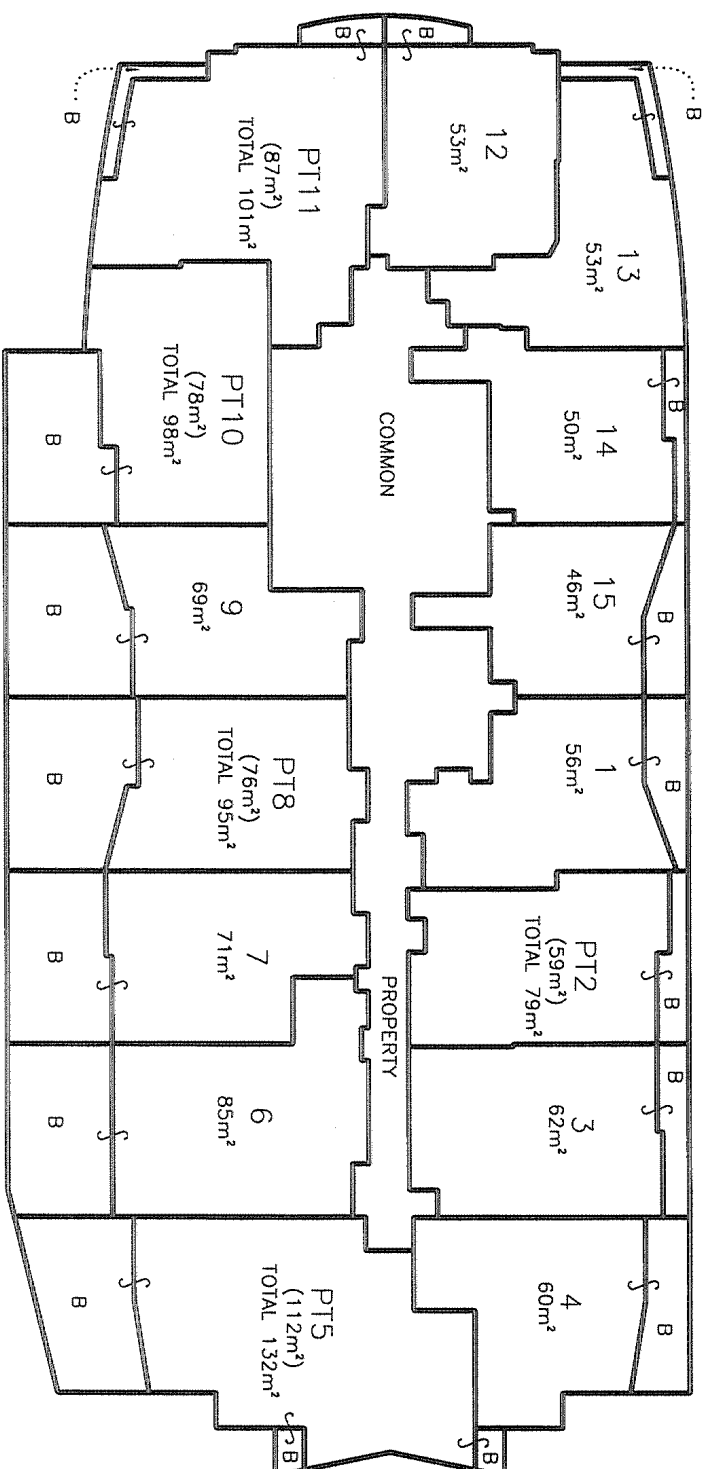 B
B
B
B
12
53m²
13
53m²
PT11
(87m²)
TOTAL 101m²
PT10
(78m²)
TOTAL 98m²
B
COMMON
14
50m²
B
15
46m²
B
9
69m²
B
1
56m²
B
PT8
(76m²)
TOTAL 95m²
B
PROPERTY
PT2
(59m²)
TOTAL 79m²
B
7
71m²
B
3
62m²
B
6
85m²
B
4
60m²
B
PT5
(112m²)
TOTAL 132m²
B
B
B